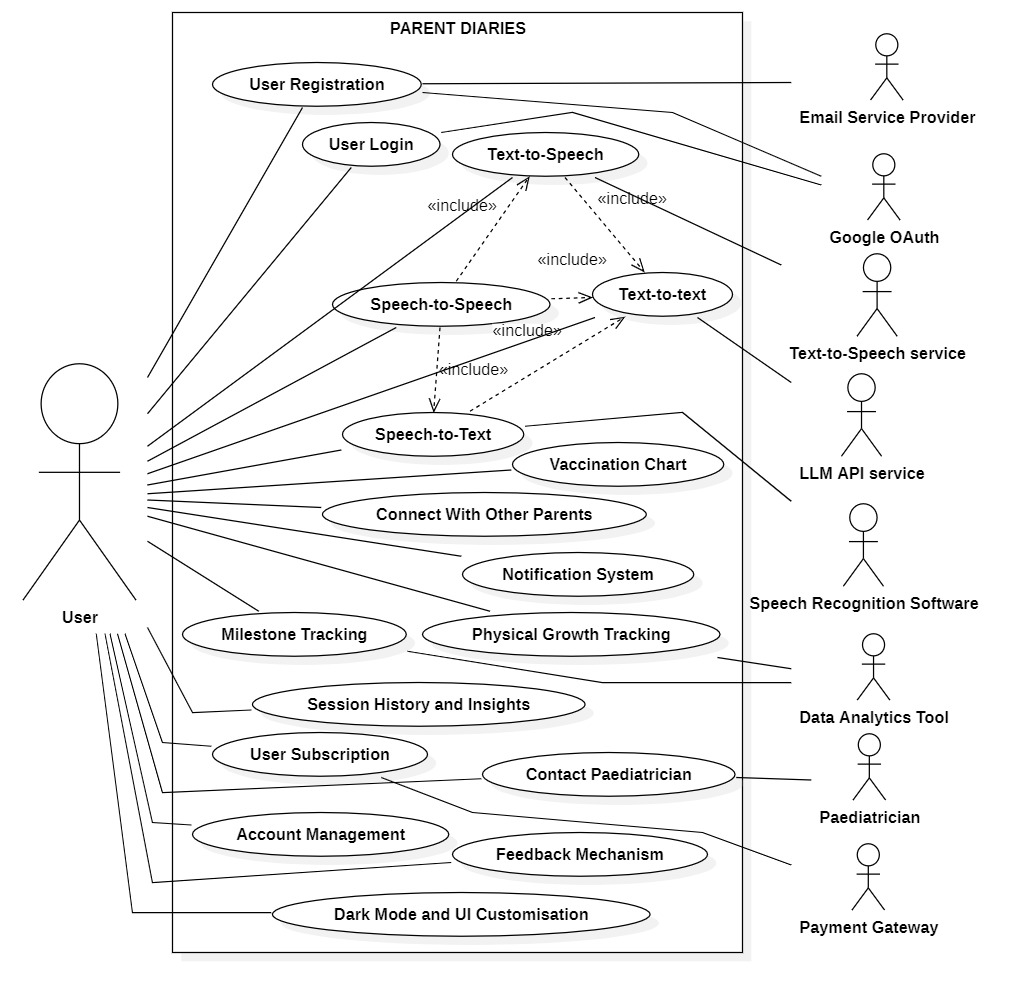 PARENT DIARIES
User Registration
Email Service Provider
User Login
Text-to-Speech
«include»
«include»
Google OAuth
«include»
Speech-to-Speech
Text-to-text
«include»
Text-to-Speech service
«include»
Speech-to-Text
Vaccination Chart
LLM API service
Connect With Other Parents
Notification System
Speech Recognition Software
User
Milestone Tracking
Physical Growth Tracking
Session History and Insights
Data Analytics Tool
User Subscription
Contact Paediatrician
Paediatrician
Account Management
Feedback Mechanism
Dark Mode and UI Customisation
Payment Gateway